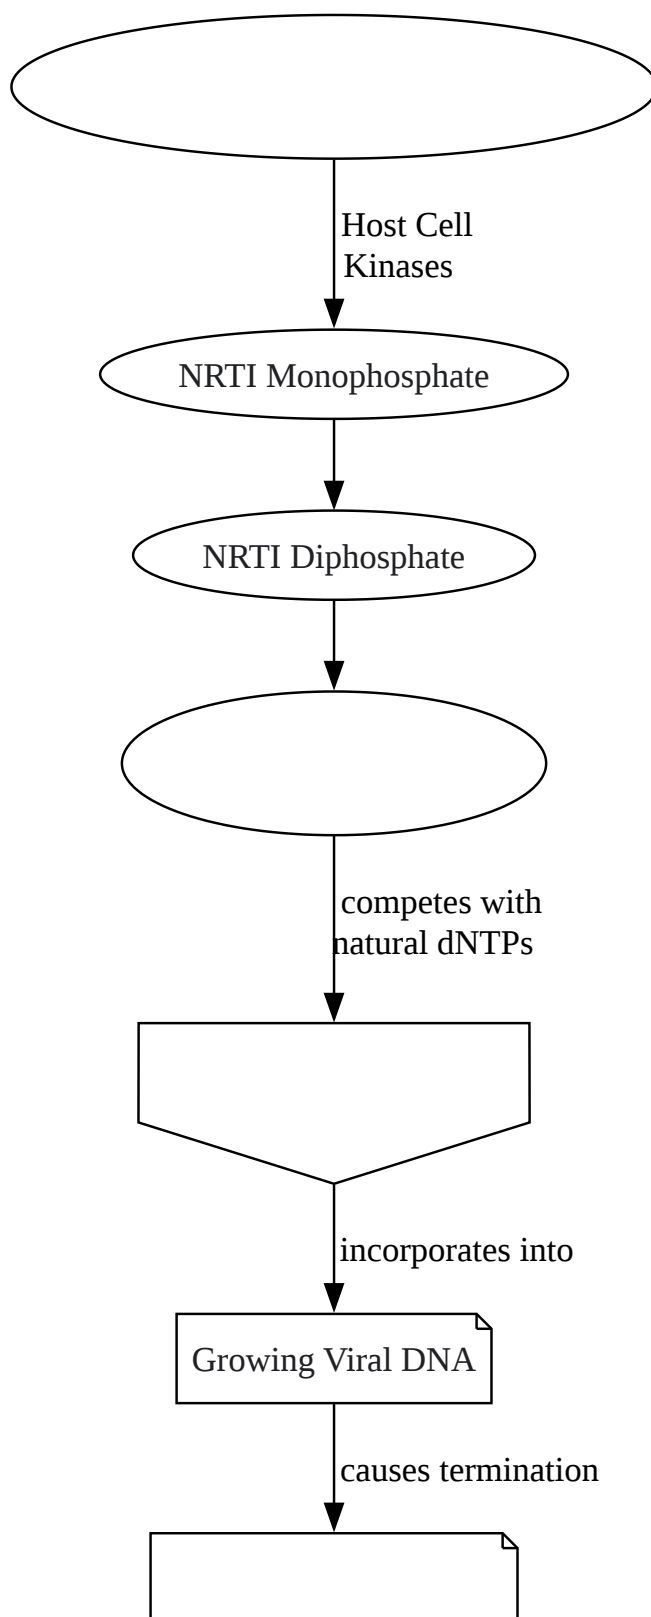 Host Cell
Kinases
NRTI Monophosphate
NRTI Diphosphate
competes with
natural dNTPs
incorporates into
Growing Viral DNA
causes termination